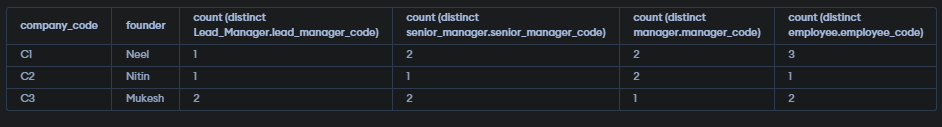 company_code founder count (distinct Lead_Manager.lead_manager_code) count (distinct senior_manager.senior_manager_code) count (distinct manager.manager_code) count (distinct employee.employee_code)
C1 Neel 1 2 2 3
C2 Nitin 1 1 2 1
C3 Mukesh 2 2 1 2